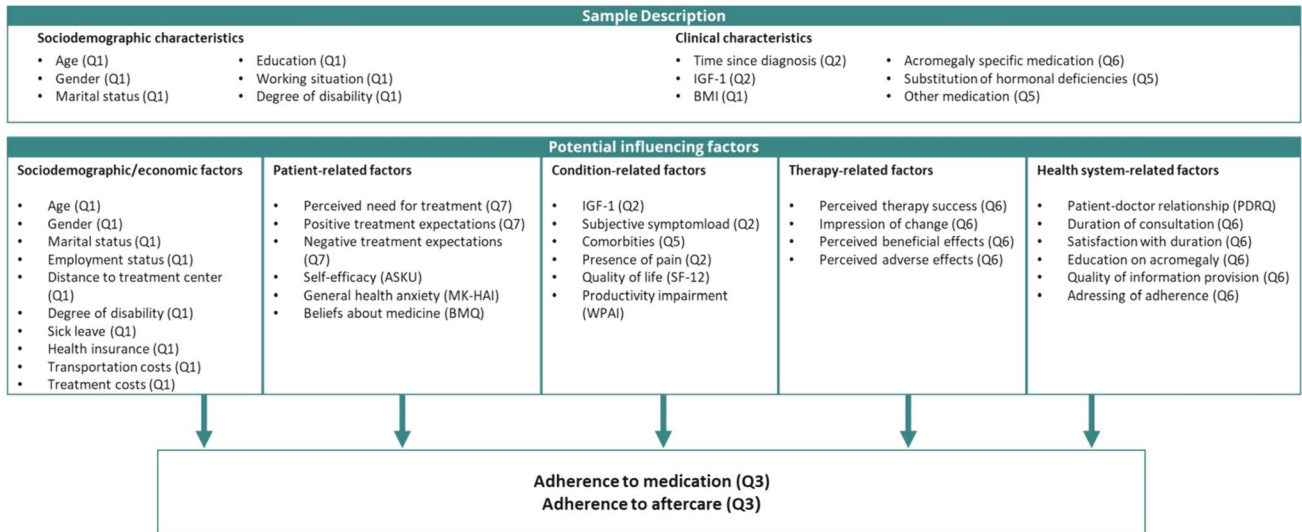 Sample Description
Sociodemographic characteristics
• Age (Q1)
• Gender (Q1)
• Marital status (Q1)
• Education (Q1)
• Working situation (Q1)
• Degree of disability (Q1)
Clinical characteristics
• Time since diagnosis (Q2)
• IGF-1 (Q2)
• BMI (Q1)
• Acromegaly specific medication (Q6)
• Substitution of hormonal deficiencies (Q5)
• Other medication (Q5)
Potential influencing factors
Sociodemographic/economic factors
• Age (Q1)
• Gender (Q1)
• Marital status (Q1)
• Employment status (Q1)
• Distance to treatment center
(Q1)
• Degree of disability (Q1)
• Sick leave (Q1)
• Health insurance (Q1)
• Transportation costs (Q1)
• Treatment costs (Q1)
Patient-related factors
• Perceived need for treatment (Q7)
• Positive treatment expectations (Q7)
• Negative treatment expectations
(Q7)
• Self-efficacy (ASKU)
• General health anxiety (MK-HAI)
• Beliefs about medicine (BMQ)
Condition-related factors
• IGF-1 (Q2)
• Subjective symptomload (Q2)
• Comorbities (Q5)
• Presence of pain (Q2)
• Quality of life (SF-12)
• Productivity impairment
(WPAI)
Therapy-related factors
• Perceived therapy success (Q6)
• Impression of change (Q6)
• Perceived beneficial effects (Q6)
• Perceived adverse effects (Q6)
Health system-related factors
• Patient-doctor relationship (PDRQ)
• Duration of consultation (Q6)
• Satisfaction with duration (Q6)
• Education on acromegaly (Q6)
• Quality of information provision (Q6)
• Adressing of adherence (Q6)
Adherence to medication (Q3)
Adherence to aftercare (Q3)